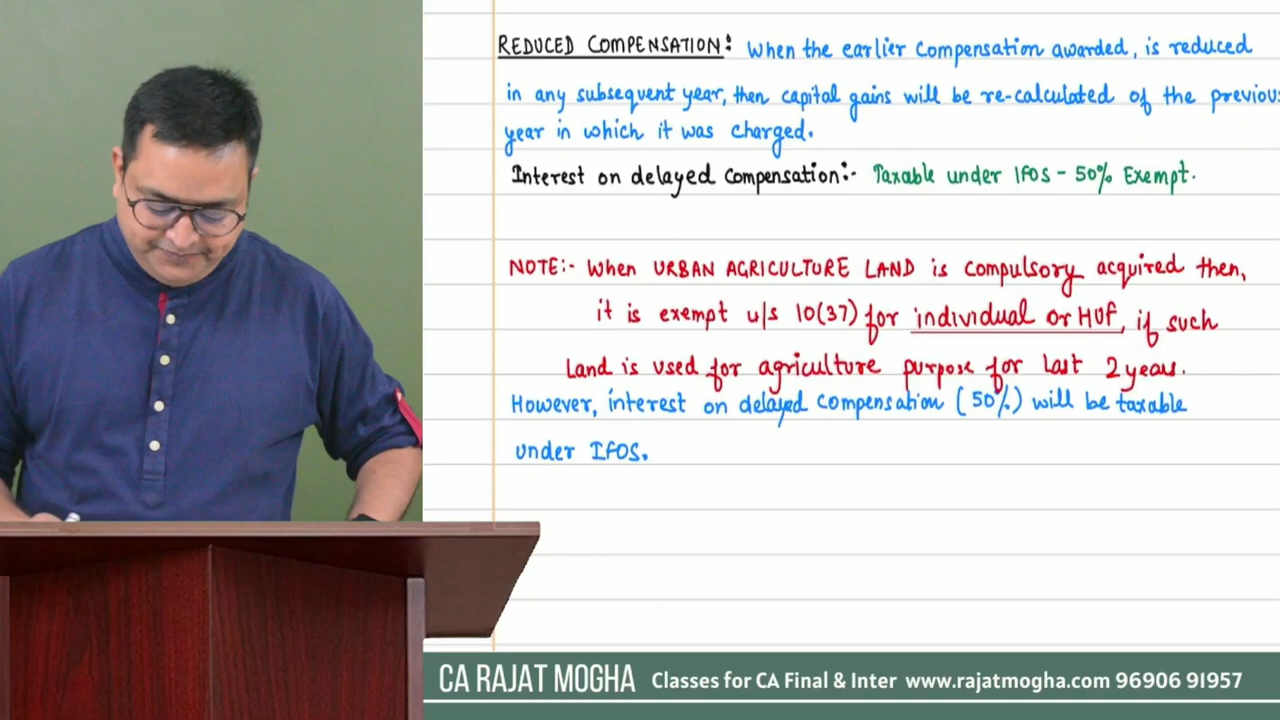 REDUCED COMPENSATION: When the earlier compensation awarded, is reduced
in any subsequent year, then capital gains will be re-calculated of the previous
year in which it was charged.
Interest on delayed compensation:- Taxable under IFOS - 50% Exempt.
NOTE:- When URBAN AGRICULTURE LAND is compulsory acquired then,
it is exempt u/s 10(37) for individual or HUF, if such
Land is used for agriculture purpose for last 2 years.
However, interest on delayed compensation (50%) will be taxable
under IFOS.
CA RAJAT MOGHA Classes for CA Final & Inter www.rajatmogha.com 96906 91957